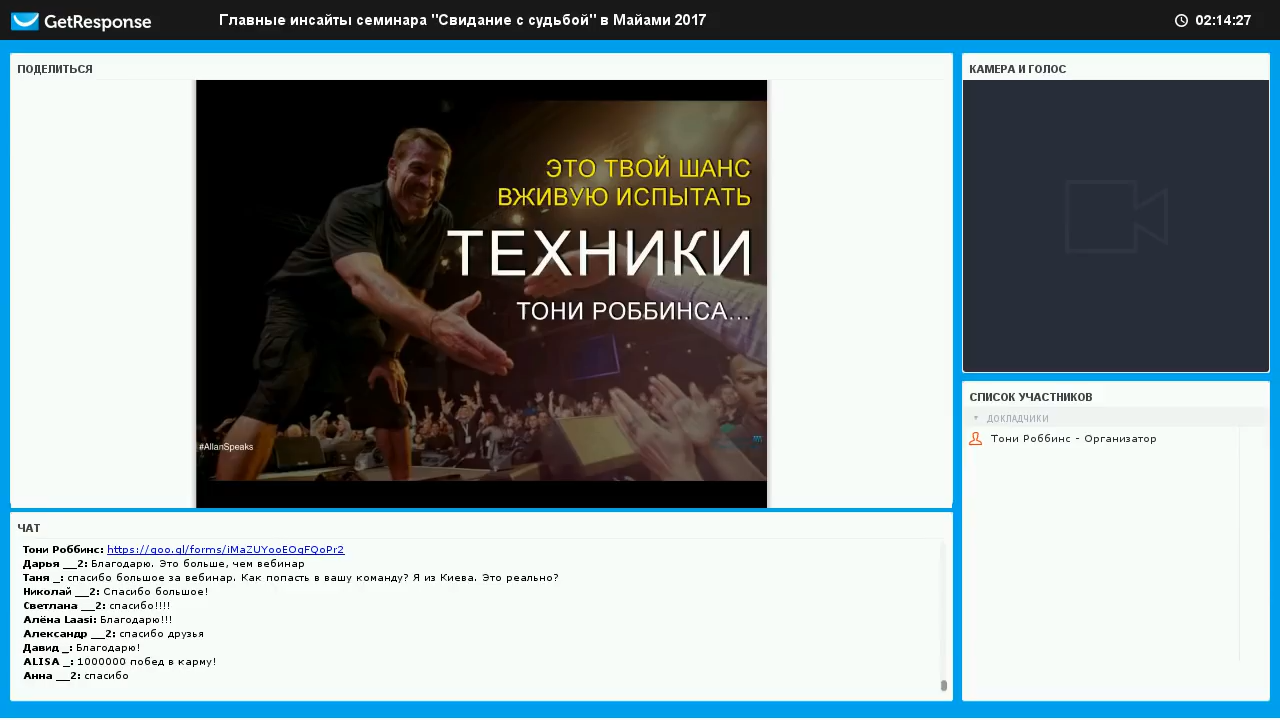 GetResponse
Главные инсайты семинара "Свидание с судьбой" в Майами 2017
02:14:27
ПОДЕЛИТЬСЯ
ЭТО ТВОЙ ШАНС
ВЖИВУЮ ИСПЫТАТЬ
ТЕХНИКИ
ТОНИ РОББИНСА...
#AllanSpeaks
КАМЕРА И ГОЛОС
СПИСОК УЧАСТНИКОВ
ДОКЛАДЧИКИ
Тони Роббинс - Организатор
ЧАТ
Тони Роббинс: https://goo.gl/forms/iMaZUYooEOgFQoPr2
Дарья __2: Благодарю. Это больше, чем вебинар
Таня _: спасибо большое за вебинар. Как попасть в вашу команду? Я из Киева. Это реально?
Николай __2: Спасибо большое!
Светлана __2: спасибо!!!!
Алёна Laasi: Благодарю!!!
Александр __2: спасибо друзья
Давид _: Благодарю!
ALISA _: 1000000 побед в карму!
Анна __2: спасибо